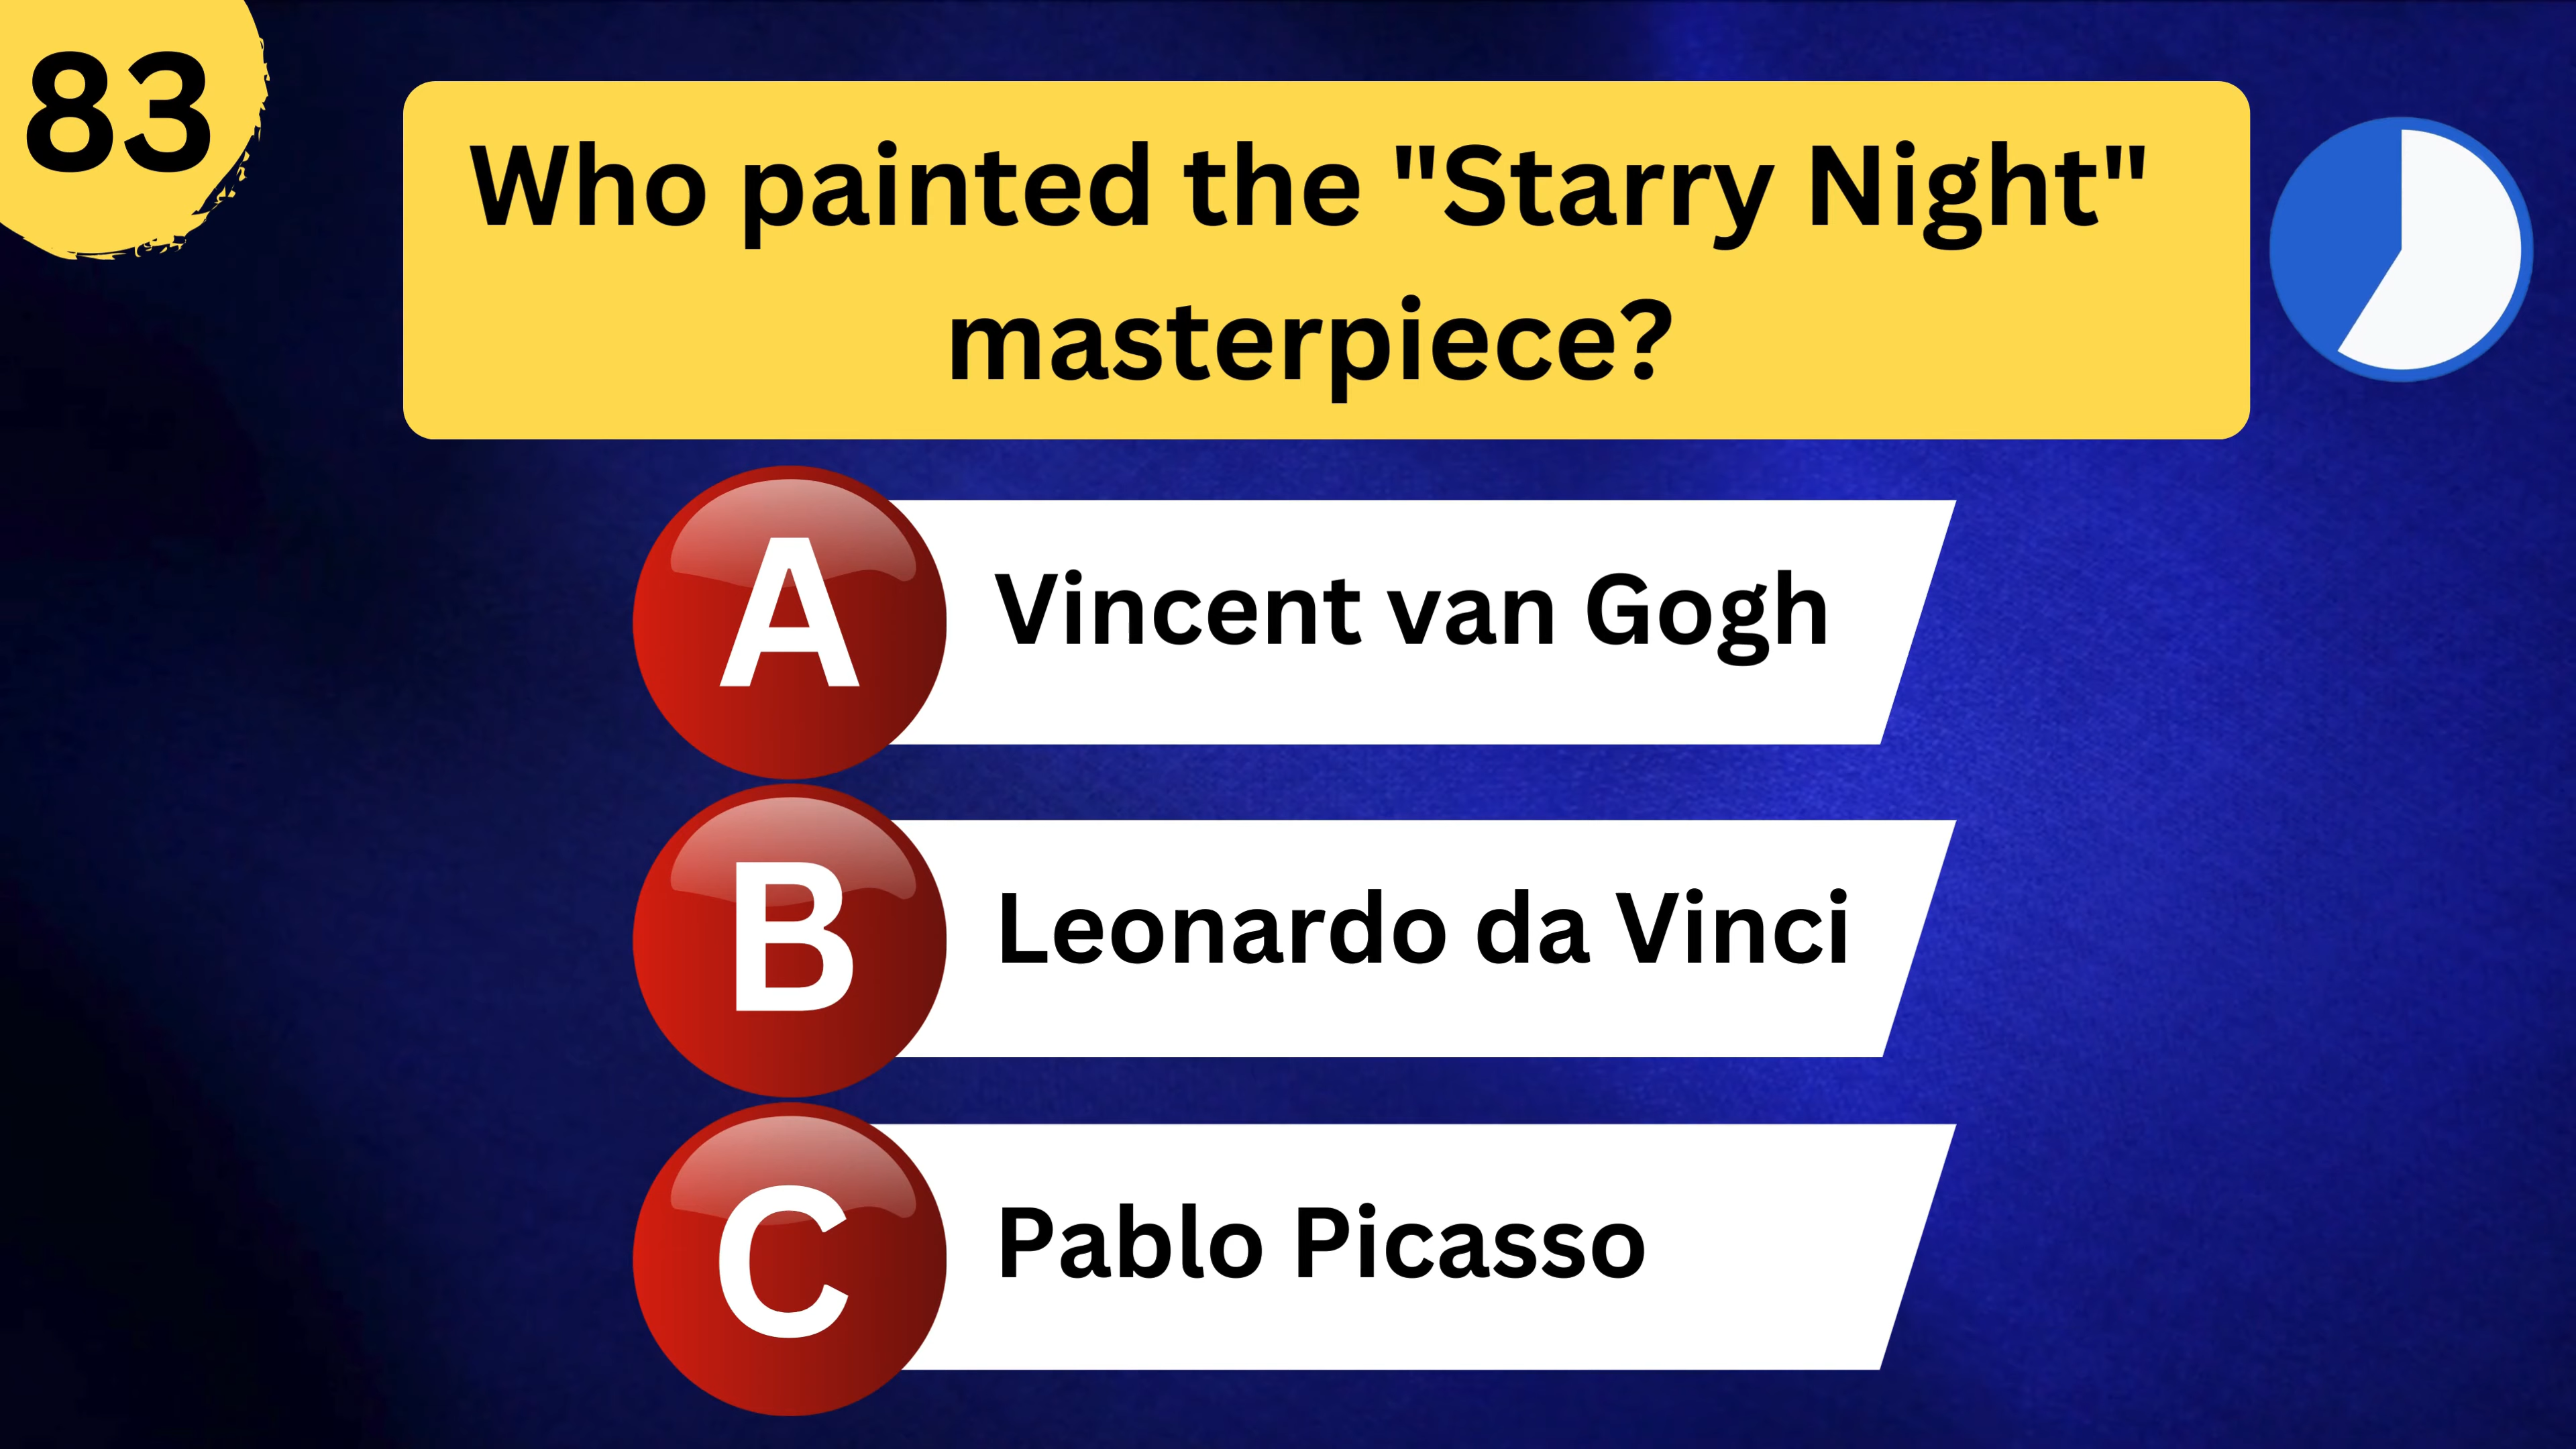 83
Who painted the "Starry Night"
masterpiece?
A
Vincent van Gogh
B
Leonardo da Vinci
C
Pablo Picasso